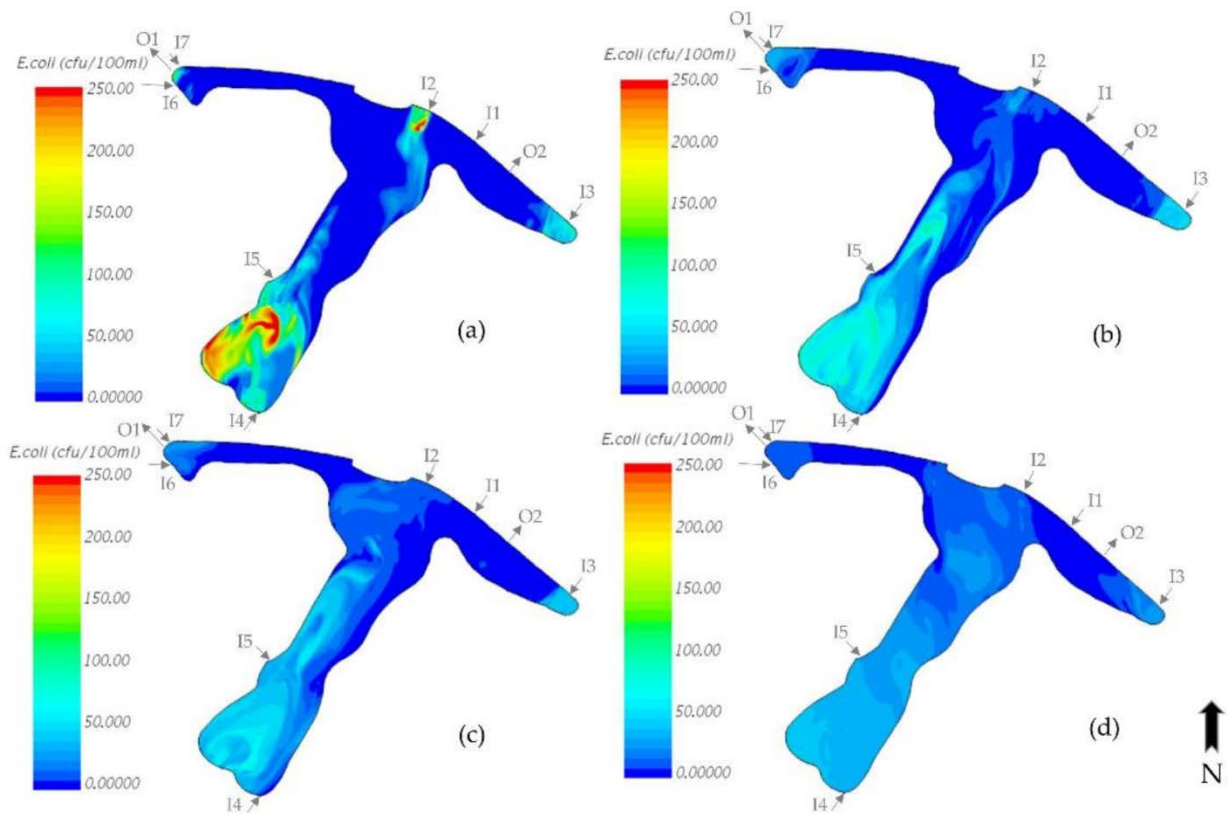 O1 I7
E.coli (cfu/100ml)
250.00
200.00
150.00
100.00
50.000
0.00000
I6
I2
I1
O2
I3
I5
I4
(a)
O1 I7
E.coli (cfu/100ml)
250.00
200.00
150.00
100.00
50.000
0.00000
I6
I2
I1
O2
I3
I5
I4
(b)
O1 I7
E.coli (cfu/100ml)
250.00
200.00
150.00
100.00
50.000
0.00000
I6
I2
I1
O2
I3
I5
I4
(c)
O1 I7
E.coli (cfu/100ml)
250.00
200.00
150.00
100.00
50.000
0.00000
I6
I2
I1
O2
I3
I5
I4
(d)
N